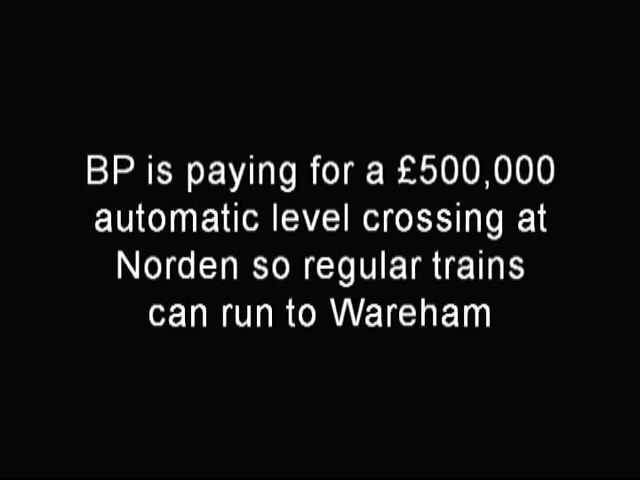 BP is paying for a £500,000
automatic level crossing at
Norden so regular trains
can run to Wareham